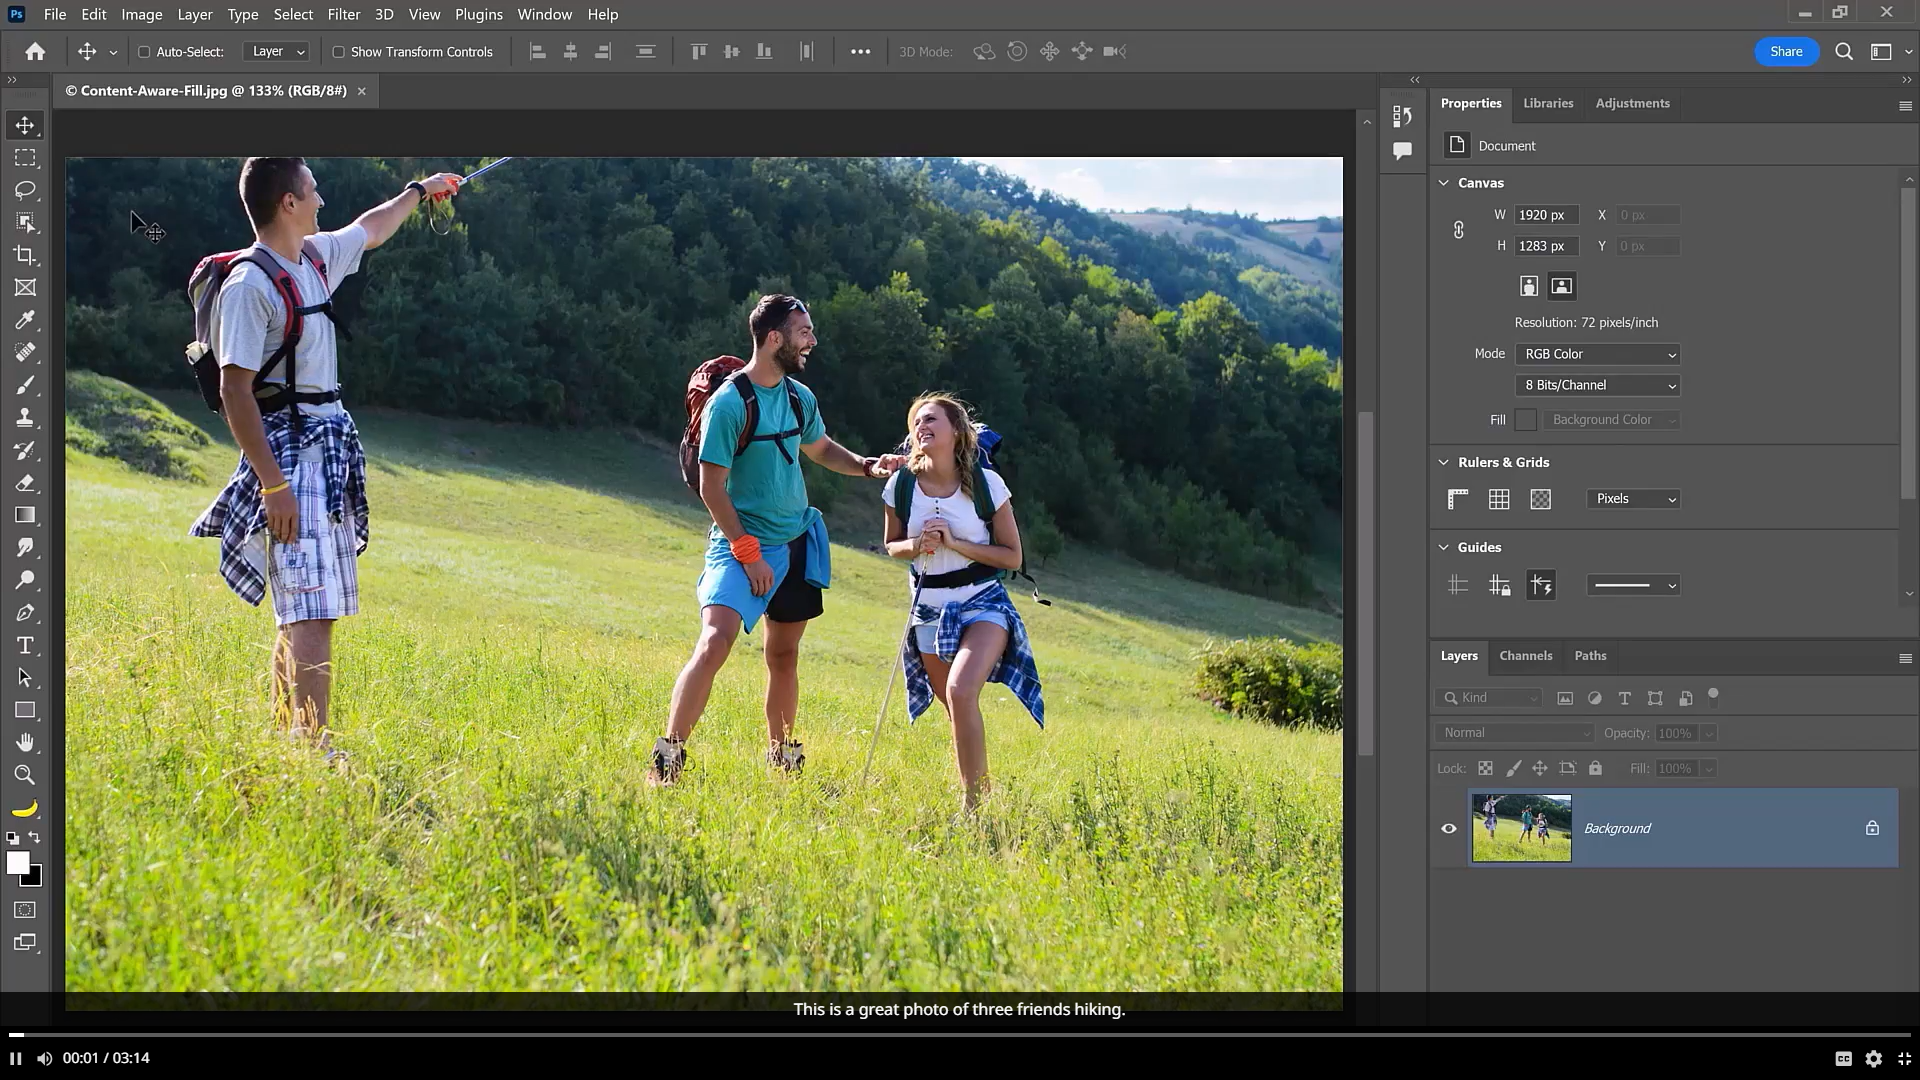 Ps File Edit Image Layer Type Select Filter 3D View Plugins Window Help
Auto-Select: Layer Show Transform Controls 3D Mode: Share
© Content-Aware-Fill.jpg @ 133% (RGB/8#)
Properties Libraries Adjustments
Document
Canvas
W 1920 px X 0 px
H 1283 px Y 0 px
Resolution: 72 pixels/inch
Mode RGB Color
8 Bits/Channel
Fill Background Color
Rulers & Grids
Pixels
Guides
Layers Channels Paths
Kind
Normal Opacity: 100%
Lock: Fill: 100%
Background
This is a great photo of three friends hiking.
00:01 / 03:14
CC